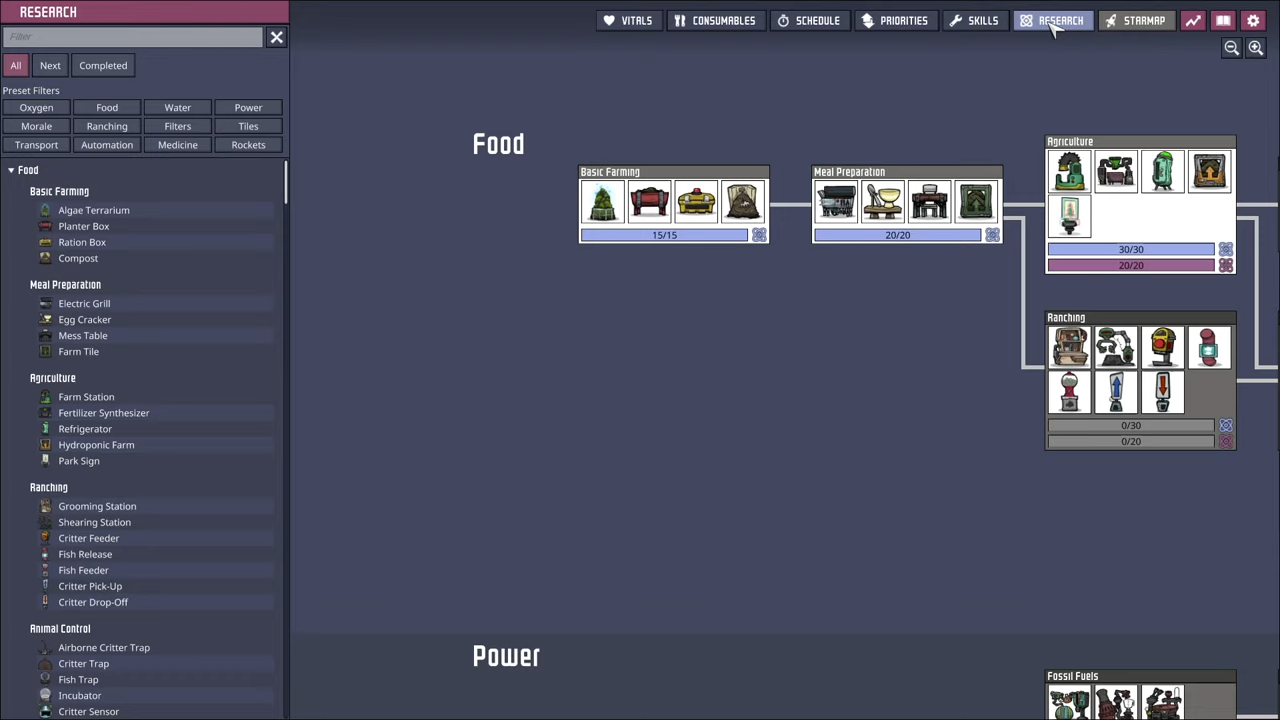 RESEARCH
VITALS
CONSUMABLES
SCHEDULE
PRIORITIES
SKILLS
RESEARCH
STARMAP
Filter
All
Next
Completed
Preset Filters
Oxygen
Food
Water
Power
Morale
Ranching
Filters
Tiles
Transport
Automation
Medicine
Rockets
Food
Basic Farming
Algae Terrarium
Planter Box
Ration Box
Compost
Meal Preparation
Electric Grill
Egg Cracker
Mess Table
Farm Tile
Agriculture
Farm Station
Fertilizer Synthesizer
Refrigerator
Hydroponic Farm
Park Sign
Ranching
Grooming Station
Shearing Station
Critter Feeder
Fish Release
Fish Feeder
Critter Pick-Up
Critter Drop-Off
Animal Control
Airborne Critter Trap
Critter Trap
Fish Trap
Incubator
Critter Sensor
Food
Basic Farming
15/15
Meal Preparation
20/20
Agriculture
30/30
20/20
Ranching
0/30
0/20
Power
Fossil Fuels